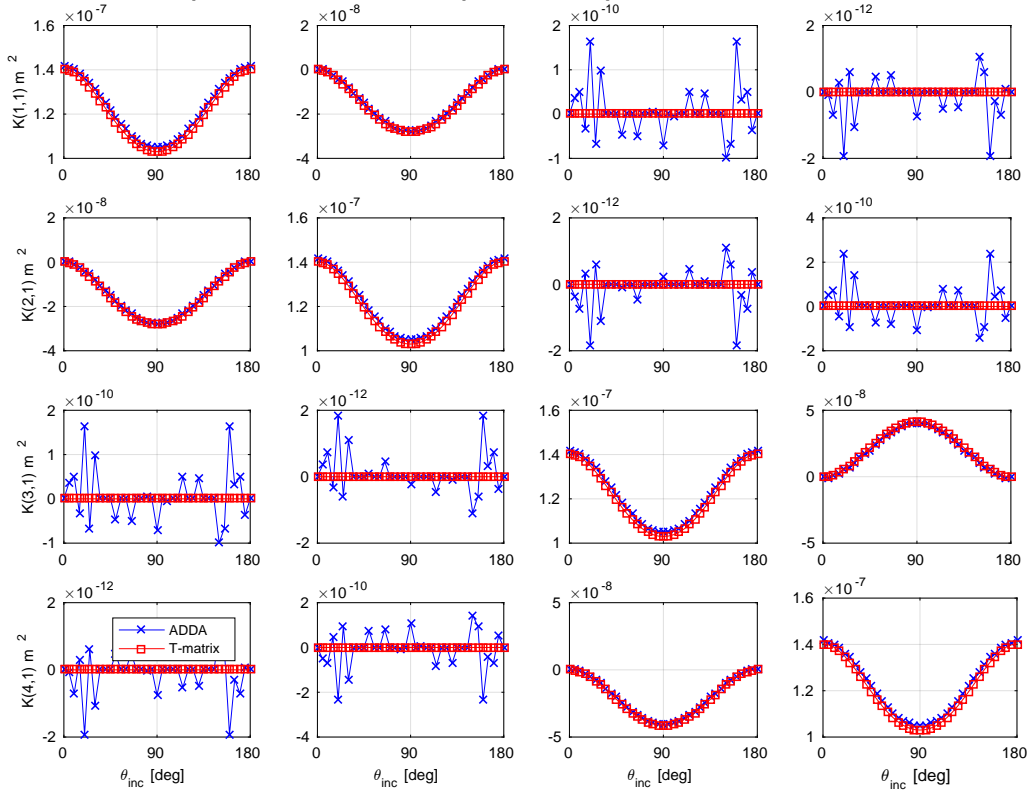 ×10 -7 ×10 -8 ×10 -10 ×10 -12
1.6 2 2 2
K(1,1) m 2
1.4 0 1 0
1.2 -2 0
1 -4 -1 -2
0 90 180 0 90 180 0 90 180 0 90 180
×10 -8 ×10 -7 ×10 -12 ×10 -10
2 1.6 2 4
K(2,1) m 2
0 1.4 0 2
-2 1.2 0
-4 1 -2 -2
0 90 180 0 90 180 0 90 180 0 90 180
×10 -10 ×10 -12 ×10 -7 ×10 -8
2 2 1.6 5
K(3,1) m 2
1 0 1.4 0
0 1.2
-1 -2 1 -5
0 90 180 0 90 180 0 90 180 0 90 180
×10 -12 ×10 -10 ×10 -8 ×10 -7
2 2 5 1.6
K(4,1) m 2
ADDA
T-matrix
0 0 0 1.4
-2 1.2
-2 -4 -5 1
0 90 180 0 90 180 0 90 180 0 90 180
θinc [deg] θinc [deg] θinc [deg] θinc [deg]